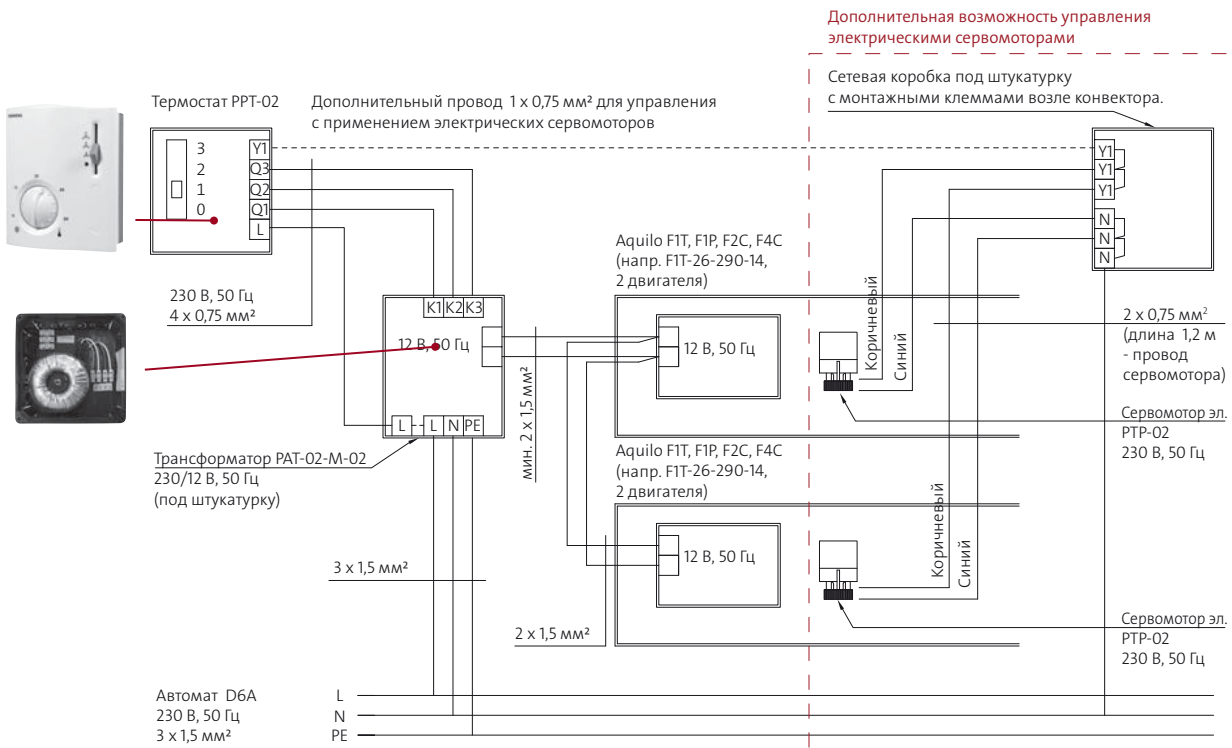 Дополнительная возможность управления
электрическими сервомоторами
Сетевая коробка под штукатурку
с монтажными клеммами возле конвектора.
Термостат РРТ-02
Дополнительный провод 1 x 0,75 мм² для управления
с применением электрических сервомоторов
SIEMENS
3
2
1
0
Y1
Q3
Q2
Q1
L
Y1
Y1
Y1
N
N
N
230 В, 50 Гц
4 x 0,75 мм²
Aquilo F1T, F1P, F2C, F4C
(напр. F1T-26-290-14,
2 двигателя)
K1 K2 K3
12 В, 50 Гц
L L N PE
мин. 2 x 1,5 мм²
12 В, 50 Гц
Коричневый
Синий
2 x 0,75 мм²
(длина 1,2 м
- провод
сервомотора)
Сервомотор эл.
РТР-02
230 В, 50 Гц
Трансформатор РАТ-02-М-02
230/12 В, 50 Гц
(под штукатурку)
Aquilo F1T, F1P, F2C, F4C
(напр. F1T-26-290-14,
2 двигателя)
12 В, 50 Гц
Коричневый
Синий
3 x 1,5 мм²
2 x 1,5 мм²
Сервомотор эл.
РТР-02
230 В, 50 Гц
Автомат D6A
230 В, 50 Гц
3 x 1,5 мм²
L
N
PE